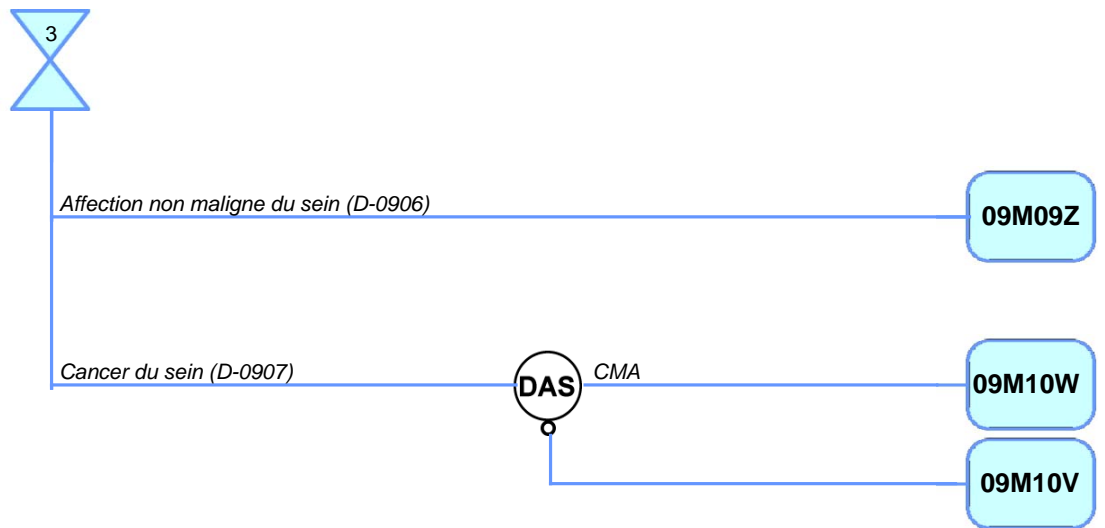 3
Affection non maligne du sein (D-0906)
09M09Z
Cancer du sein (D-0907)
DAS
CMA
09M10W
09M10V